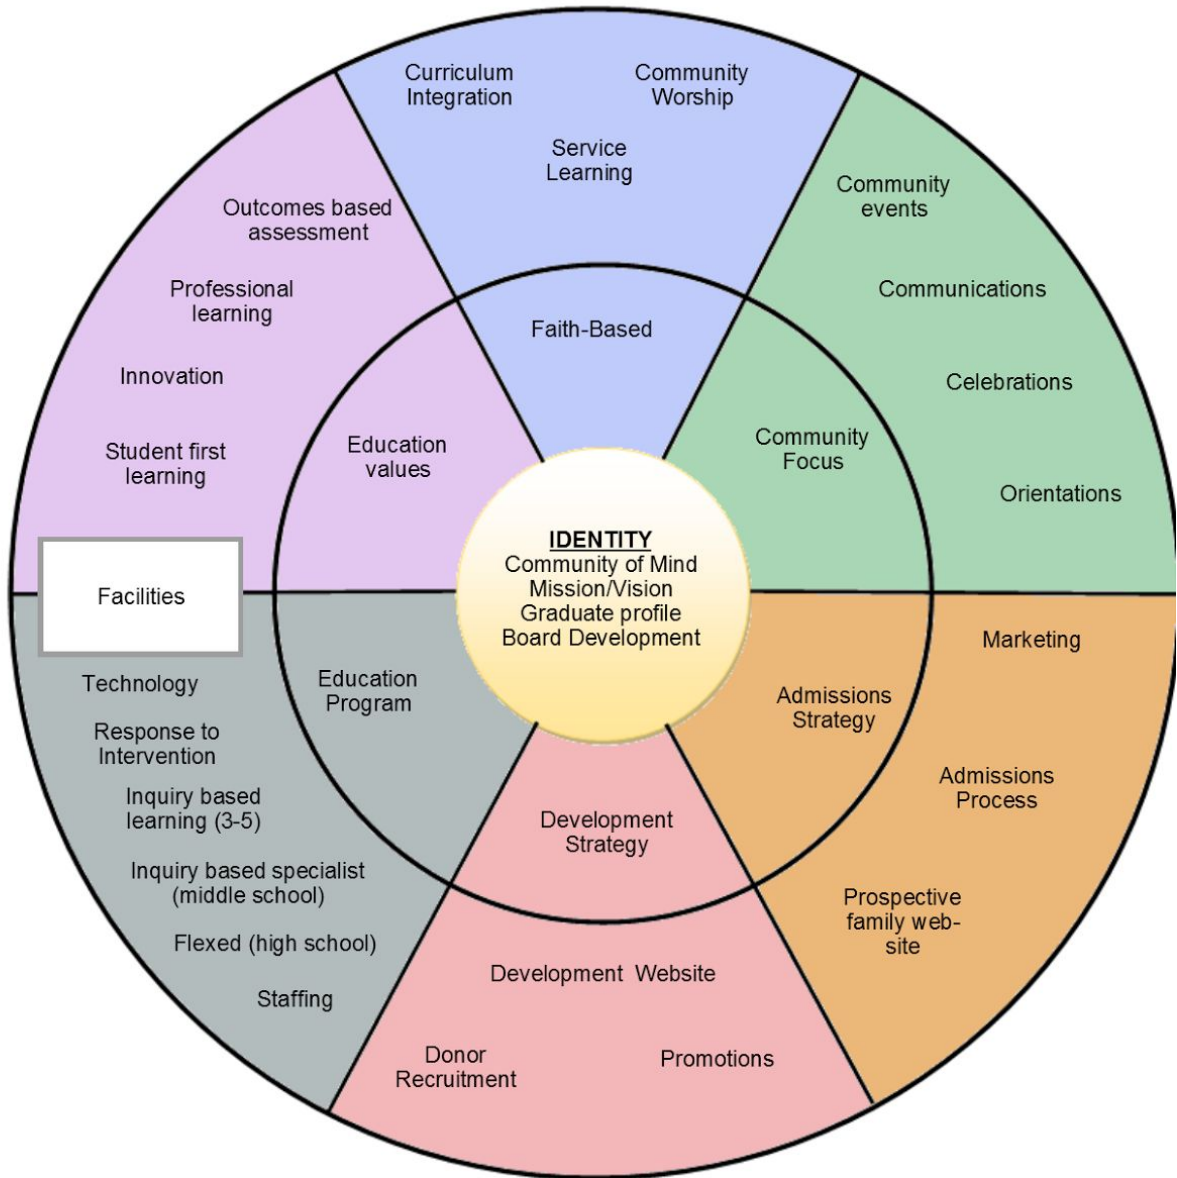 Curriculum
Integration
Community
Worship
Service
Learning
Faith-Based
Community
events
Communications
Celebrations
Orientations
Community
Focus
Outcomes based
assessment
Professional
learning
Innovation
Student first
learning
Education
values
IDENTITY
Community of Mind
Mission/Vision
Graduate profile
Board Development
Facilities
Technology
Response to
Intervention
Inquiry based
learning (3-5)
Inquiry based specialist
(middle school)
Flexed (high school)
Staffing
Education
Program
Admissions
Strategy
Marketing
Admissions
Process
Prospective
family web-
site
Development
Strategy
Development  Website
Donor
Recruitment
Promotions